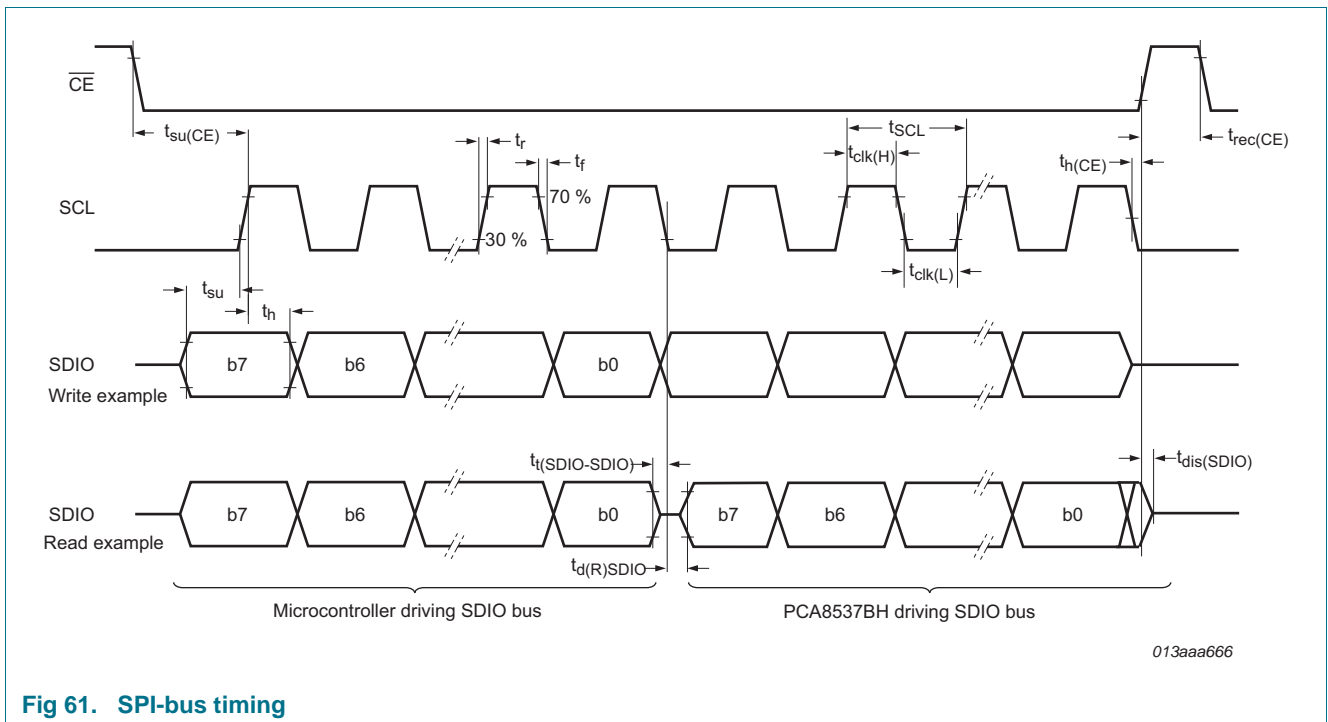 CE
tsu(CE)
tr
tf
tSCL
tclk(H)
trec(CE)
th(CE)
SCL
70 %
30 %
tclk(L)
tsu
th
SDIO
b7
b6
b0
Write example
tt(SDIO-SDIO)
tdis(SDIO)
SDIO
b7
b6
b0
b7
b6
b0
Read example
td(R)SDIO
Microcontroller driving SDIO bus
PCA8537BH driving SDIO bus
013aaa666
Fig 61. SPI-bus timing